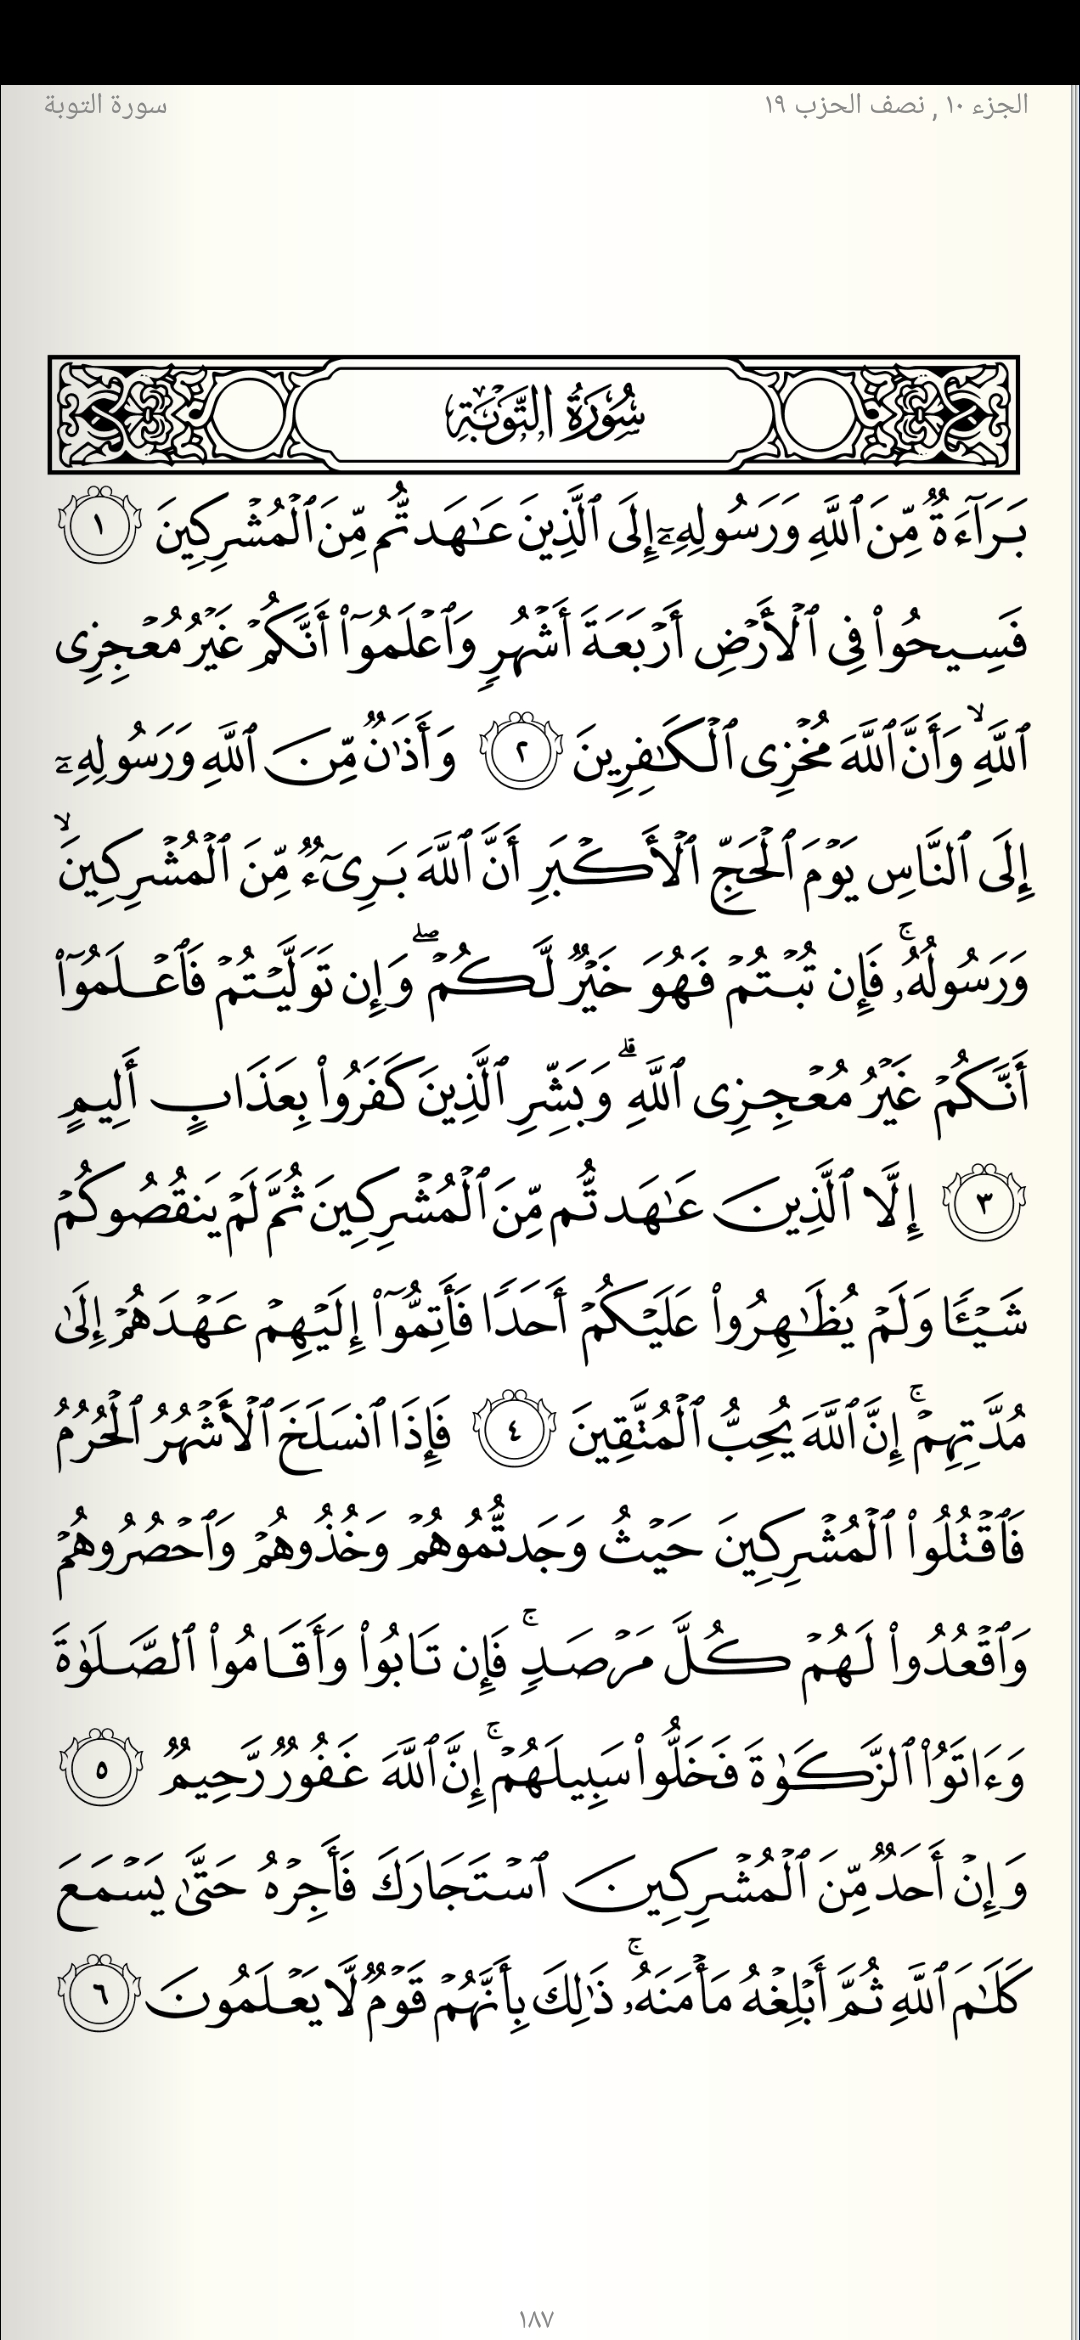 الجزء ١٠ , نصف الحزب ١٩
سورة التوبة
سُورَةُ التَّوۡبَةِ
بَرَآءَةٞ مِّنَ ٱللَّهِ وَرَسُولِهِۦٓ إِلَى ٱلَّذِينَ عَٰهَدتُّم مِّنَ ٱلۡمُشۡرِكِينَ ١
فَسِيحُواْ فِي ٱلۡأَرۡضِ أَرۡبَعَةَ أَشۡهُرٖ وَٱعۡلَمُوٓاْ أَنَّكُمۡ غَيۡرُ مُعۡجِزِي
ٱللَّهِۙ وَأَنَّ ٱللَّهَ مُخۡزِي ٱلۡكَٰفِرِينَ ٢ وَأَذَٰنٞ مِّنَ ٱللَّهِ وَرَسُولِهِۦٓ
إِلَى ٱلنَّاسِ يَوۡمَ ٱلۡحَجِّ ٱلۡأَكۡبَرِ أَنَّ ٱللَّهَ بَرِيٓءٞ مِّنَ ٱلۡمُشۡرِكِينَۙ
وَرَسُولُهُۥۚ فَإِن تُبۡتُمۡ فَهُوَ خَيۡرٞ لَّكُمۡۖ وَإِن تَوَلَّيۡتُمۡ فَٱعۡلَمُوٓاْ
أَنَّكُمۡ غَيۡرُ مُعۡجِزِي ٱللَّهِۗ وَبَشِّرِ ٱلَّذِينَ كَفَرُواْ بِعَذَابٍ أَلِيمٍ
٣ إِلَّا ٱلَّذِينَ عَٰهَدتُّم مِّنَ ٱلۡمُشۡرِكِينَ ثُمَّ لَمۡ يَنقُصُوكُمۡ
شَيۡـٔٗا وَلَمۡ يُظَٰهِرُواْ عَلَيۡكُمۡ أَحَدٗا فَأَتِمُّوٓاْ إِلَيۡهِمۡ عَهۡدَهُمۡ إِلَىٰ
مُدَّتِهِمۡۚ إِنَّ ٱللَّهَ يُحِبُّ ٱلۡمُتَّقِينَ ٤ فَإِذَا ٱنسَلَخَ ٱلۡأَشۡهُرُ ٱلۡحُرُمُ
فَٱقۡتُلُواْ ٱلۡمُشۡرِكِينَ حَيۡثُ وَجَدتُّمُوهُمۡ وَخُذُوهُمۡ وَٱحۡصُرُوهُمۡ
وَٱقۡعُدُواْ لَهُمۡ كُلَّ مَرۡصَدٖۚ فَإِن تَابُواْ وَأَقَامُواْ ٱلصَّلَوٰةَ
وَءَاتَوُاْ ٱلزَّكَوٰةَ فَخَلُّواْ سَبِيلَهُمۡۚ إِنَّ ٱللَّهَ غَفُورٞ رَّحِيمٞ ٥
وَإِنۡ أَحَدٞ مِّنَ ٱلۡمُشۡرِكِينَ ٱسۡتَجَارَكَ فَأَجِرۡهُ حَتَّىٰ يَسۡمَعَ
كَلَٰمَ ٱللَّهِ ثُمَّ أَبۡلِغۡهُ مَأۡمَنَهُۥۚ ذَٰلِكَ بِأَنَّهُمۡ قَوۡمٞ لَّا يَعۡلَمُونَ ٦
١٨٧